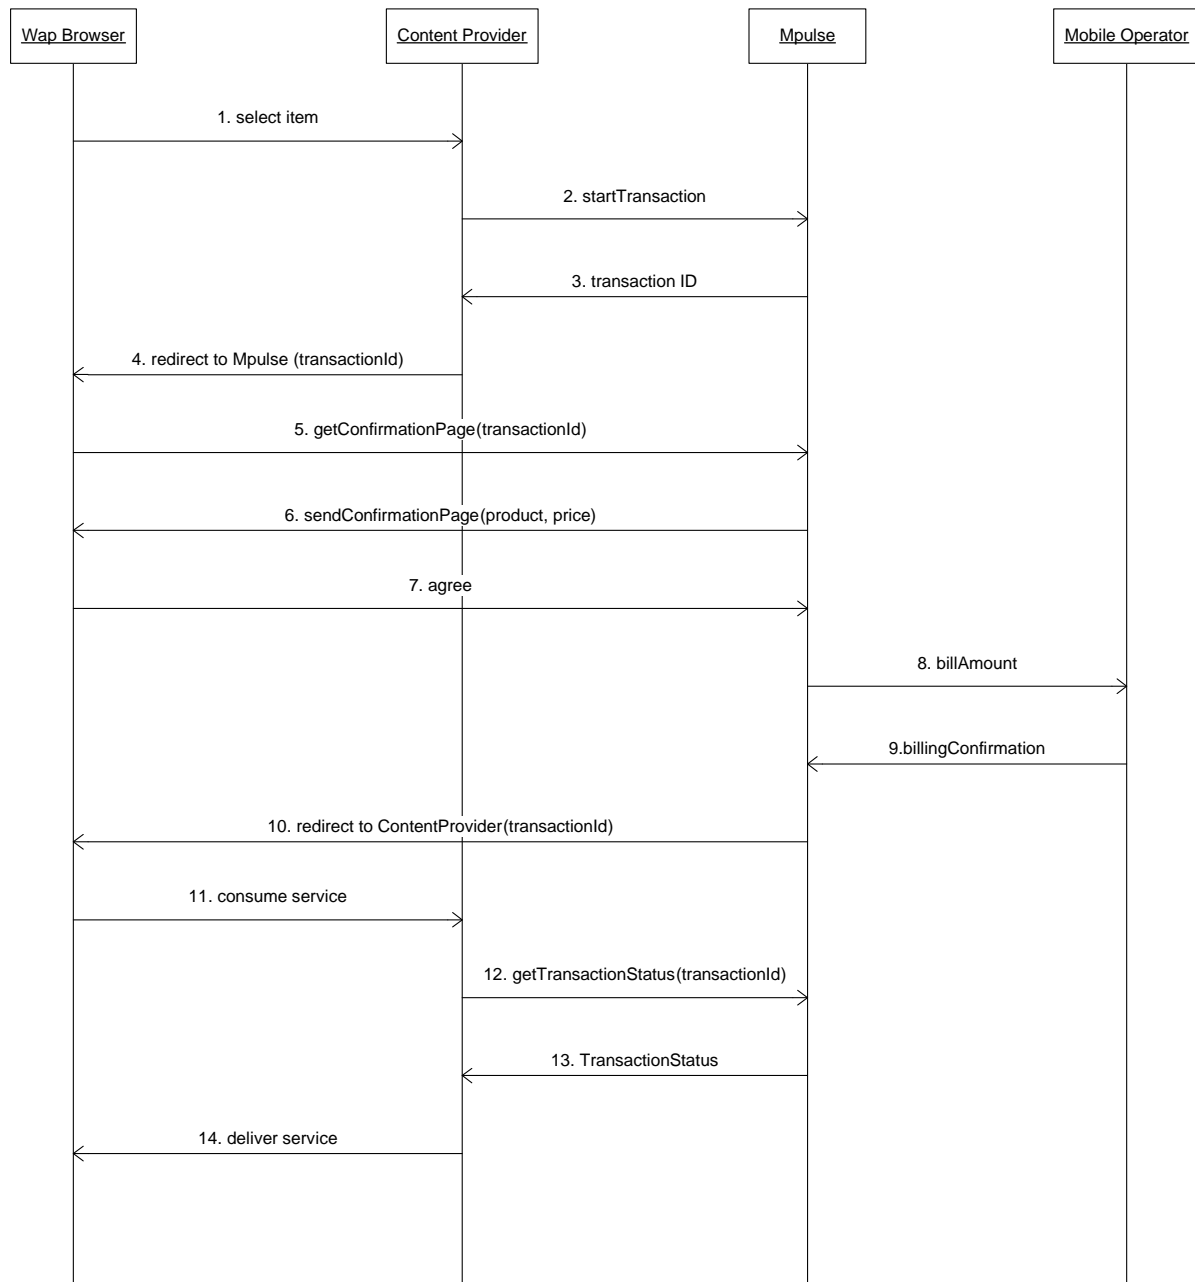 Wap Browser
Content Provider
Mpulse
Mobile Operator
1. select item
2. startTransaction
3. transaction ID
4. redirect to Mpulse (transactionId)
5. getConfirmationPage(transactionId)
6. sendConfirmationPage(product, price)
7. agree
8. billAmount
9.billingConfirmation
10. redirect to ContentProvider(transactionId)
11. consume service
12. getTransactionStatus(transactionId)
13. TransactionStatus
14. deliver service